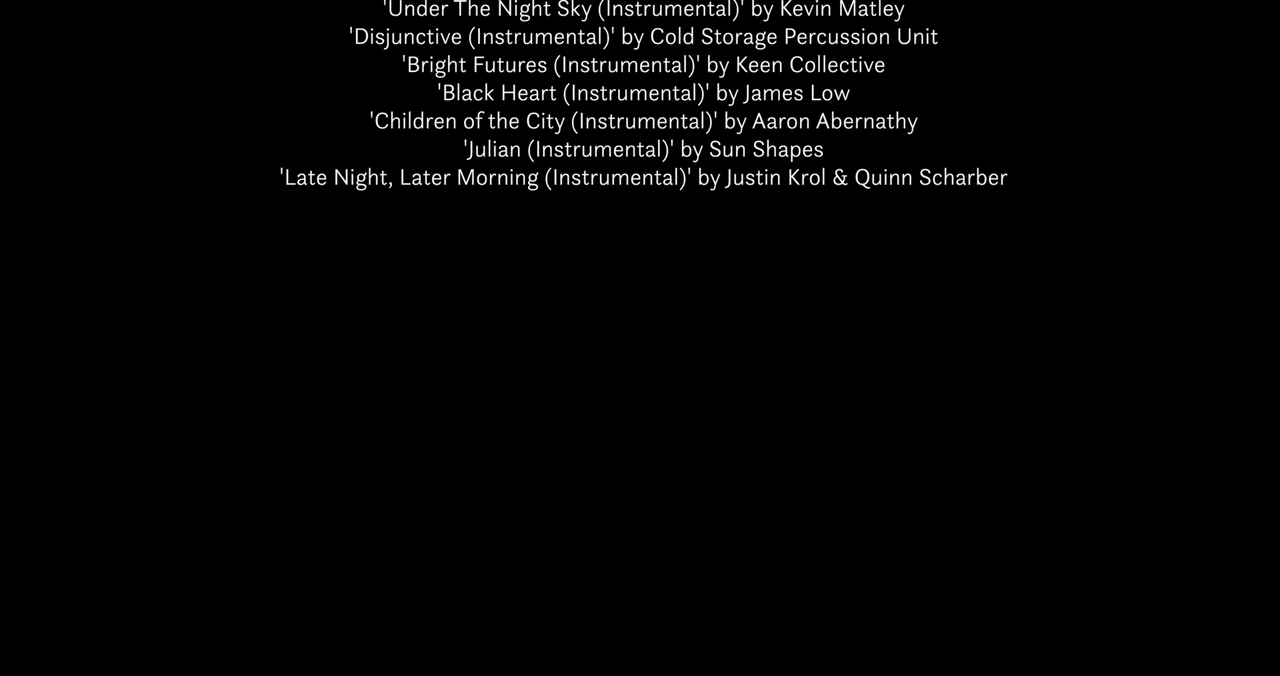 'Under The Night Sky (Instrumental)' by Kevin Matley
'Disjunctive (Instrumental)' by Cold Storage Percussion Unit
'Bright Futures (Instrumental)' by Keen Collective
'Black Heart (Instrumental)' by James Low
'Children of the City (Instrumental)' by Aaron Abernathy
'Julian (Instrumental)' by Sun Shapes
'Late Night, Later Morning (Instrumental)' by Justin Krol & Quinn Scharber